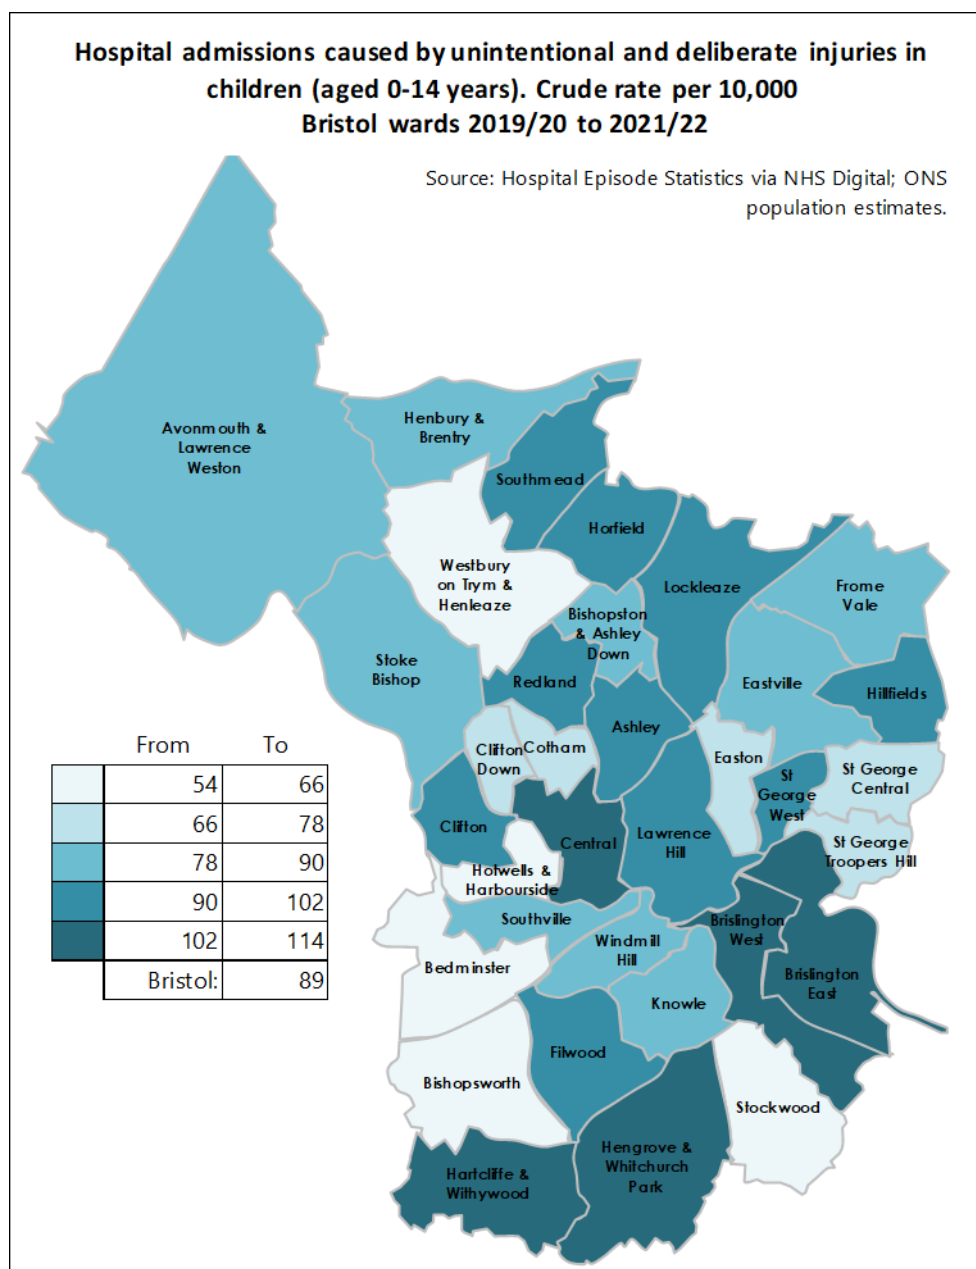 Hospital admissions caused by unintentional and deliberate injuries in
children (aged 0-14 years). Crude rate per 10,000
Bristol wards 2019/20 to 2021/22
Source: Hospital Episode Statistics via NHS Digital; ONS
population estimates.
Avonmouth &
Lawrence
Weston
Henbury &
Brentry
Southmead
Horfield
Westbury
on Trym &
Henleaze
Lockleaze
Frome
Vale
Bishopston
& Ashley
Down
Stoke
Bishop
Redland
Eastville
Hillfields
Ashley
Clifton
Down
Cotham
Easton
St
George
West
St George
Central
Clifton
Central
Lawrence
Hill
St George
Troopers Hill
Hotwells &
Harbourside
Southville
Brislington
West
Windmill
Hill
Bedminster
Brislington
East
Knowle
Filwood
Bishopsworth
Stockwood
Hengrove &
Whitchurch
Park
Hartcliffe &
Withywood
From To
54 66
66 78
78 90
90 102
102 114
Bristol: 89